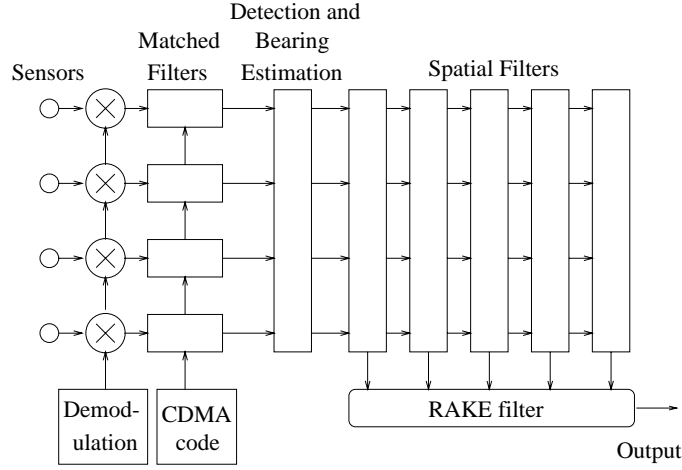 Detection and
Bearing
Estimation
Matched
Filters
Sensors
Spatial Filters
Demod-
ulation
CDMA
code
RAKE filter
Output